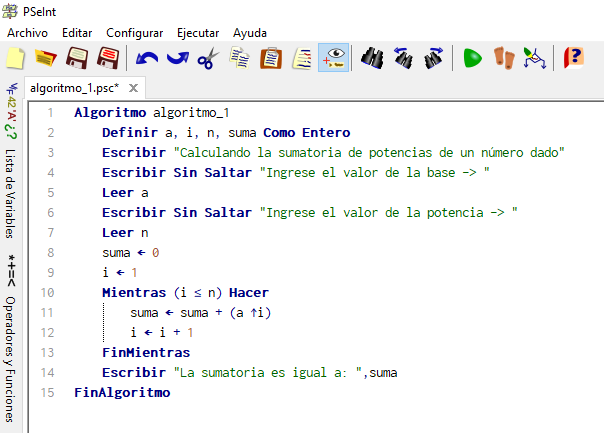 PSeInt
Archivo Editar Configurar Ejecutar Ayuda
algoritmo_1.psc* ×
1 Algoritmo algoritmo_1
2 Definir a, i, n, suma Como Entero
3 Escribir "Calculando la sumatoria de potencias de un número dado"
4 Escribir Sin Saltar "Ingrese el valor de la base -> "
5 Leer a
6 Escribir Sin Saltar "Ingrese el valor de la potencia -> "
7 Leer n
8 suma ← 0
9 i ← 1
10 Mientras (i ≤ n) Hacer
11 suma ← suma + (a ↑i)
12 i ← i + 1
13 FinMientras
14 Escribir "La sumatoria es igual a: ",suma
15 FinAlgoritmo
42 'A' ¿?
Lista de Variables
*+=<
Operadores y Funciones